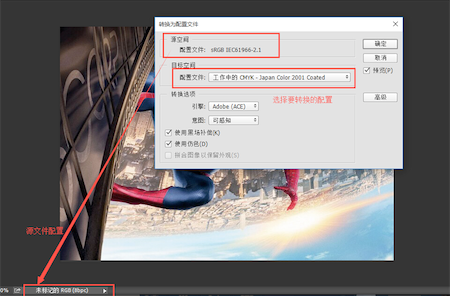 转换为配置文件
源空间
配置文件: sRGB IEC61966-2.1
确定
取消
预览(P)
高级
目标空间
配置文件: 工作中的 CMYK - Japan Color 2001 Coated
选择要转换的配置
转换选项
引擎: Adobe (ACE)
意图: 可感知
使用黑场补偿(K)
使用仿色(D)
拼合图像以保留外观(S)
源文件配置
0%
未标记的 RGB (8bpc)